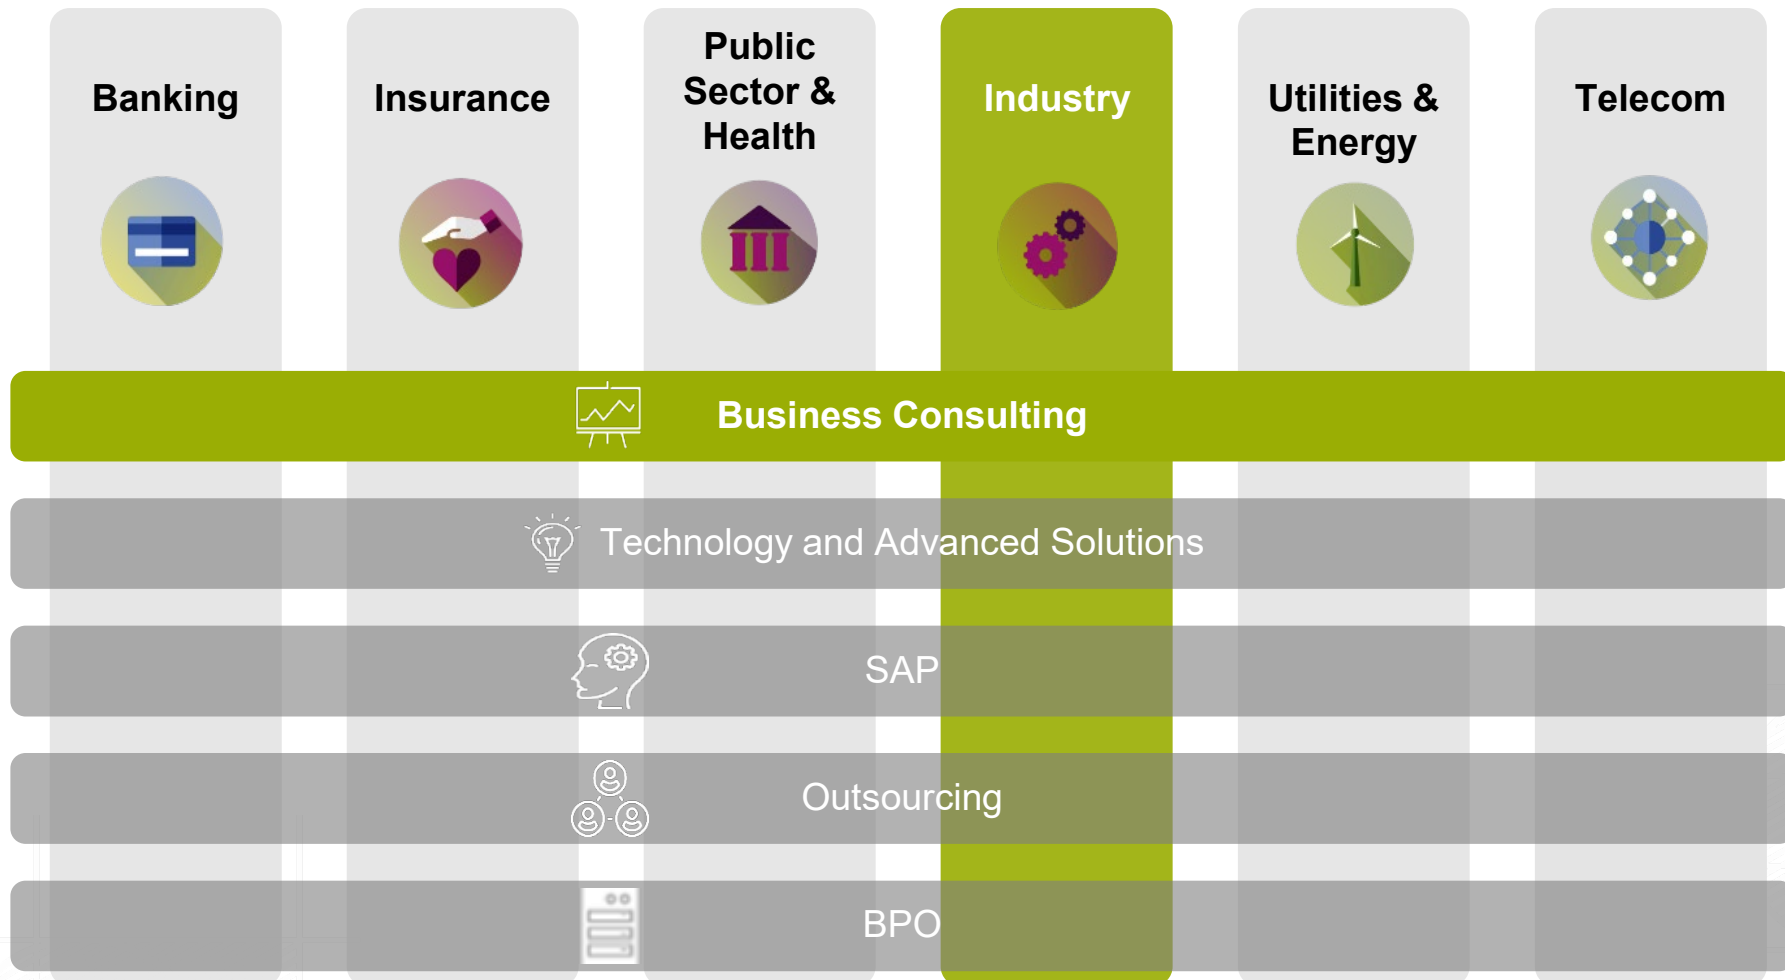 Banking
Insurance
Public
Sector &
Health
Industry
Utilities &
Energy
Telecom
Business Consulting
Technology and Advanced Solutions
SAP
Outsourcing
BPO